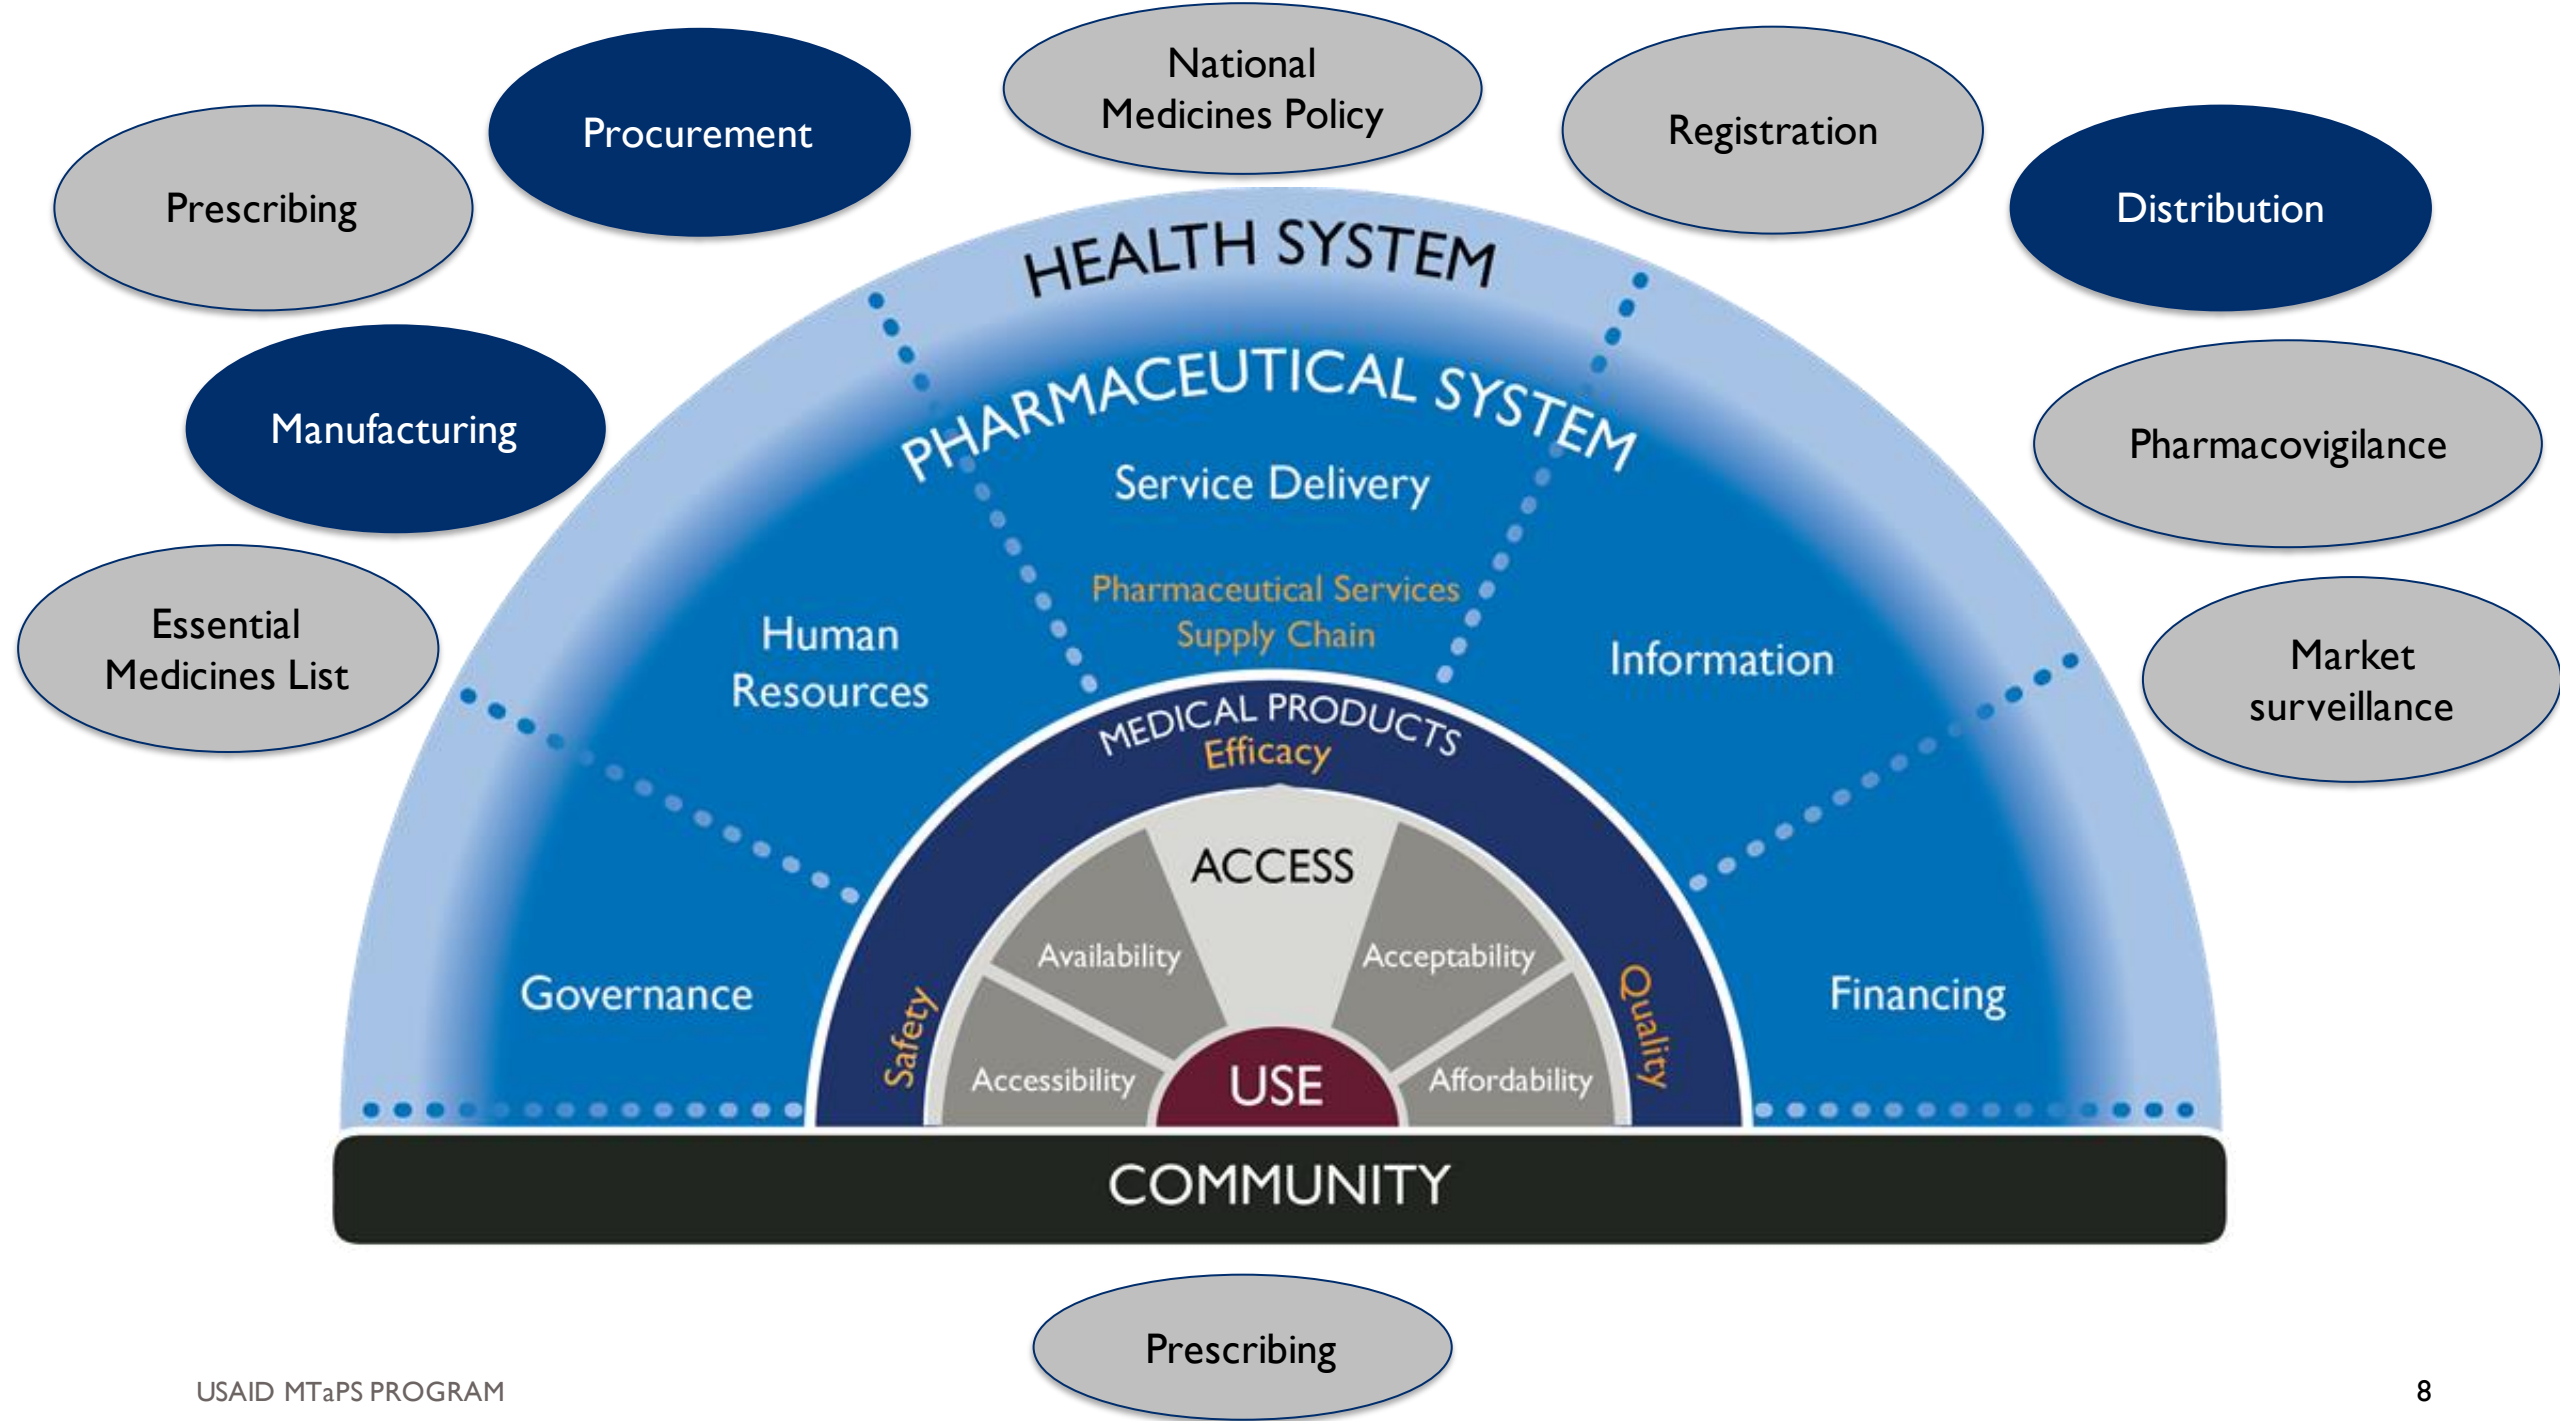 National
Medicines Policy
Procurement
Registration
Prescribing
Distribution
HEALTH SYSTEM
PHARMACEUTICAL SYSTEM
Manufacturing
Pharmacovigilance
Service Delivery
Pharmaceutical Services
Supply Chain
Essential
Medicines List
Human
Resources
Information
Market
surveillance
MEDICAL PRODUCTS
Efficacy
ACCESS
Availability
Acceptability
Governance
Safety
Quality
Financing
Accessibility
USE
Affordability
COMMUNITY
Prescribing
USAID MTaPS PROGRAM
8